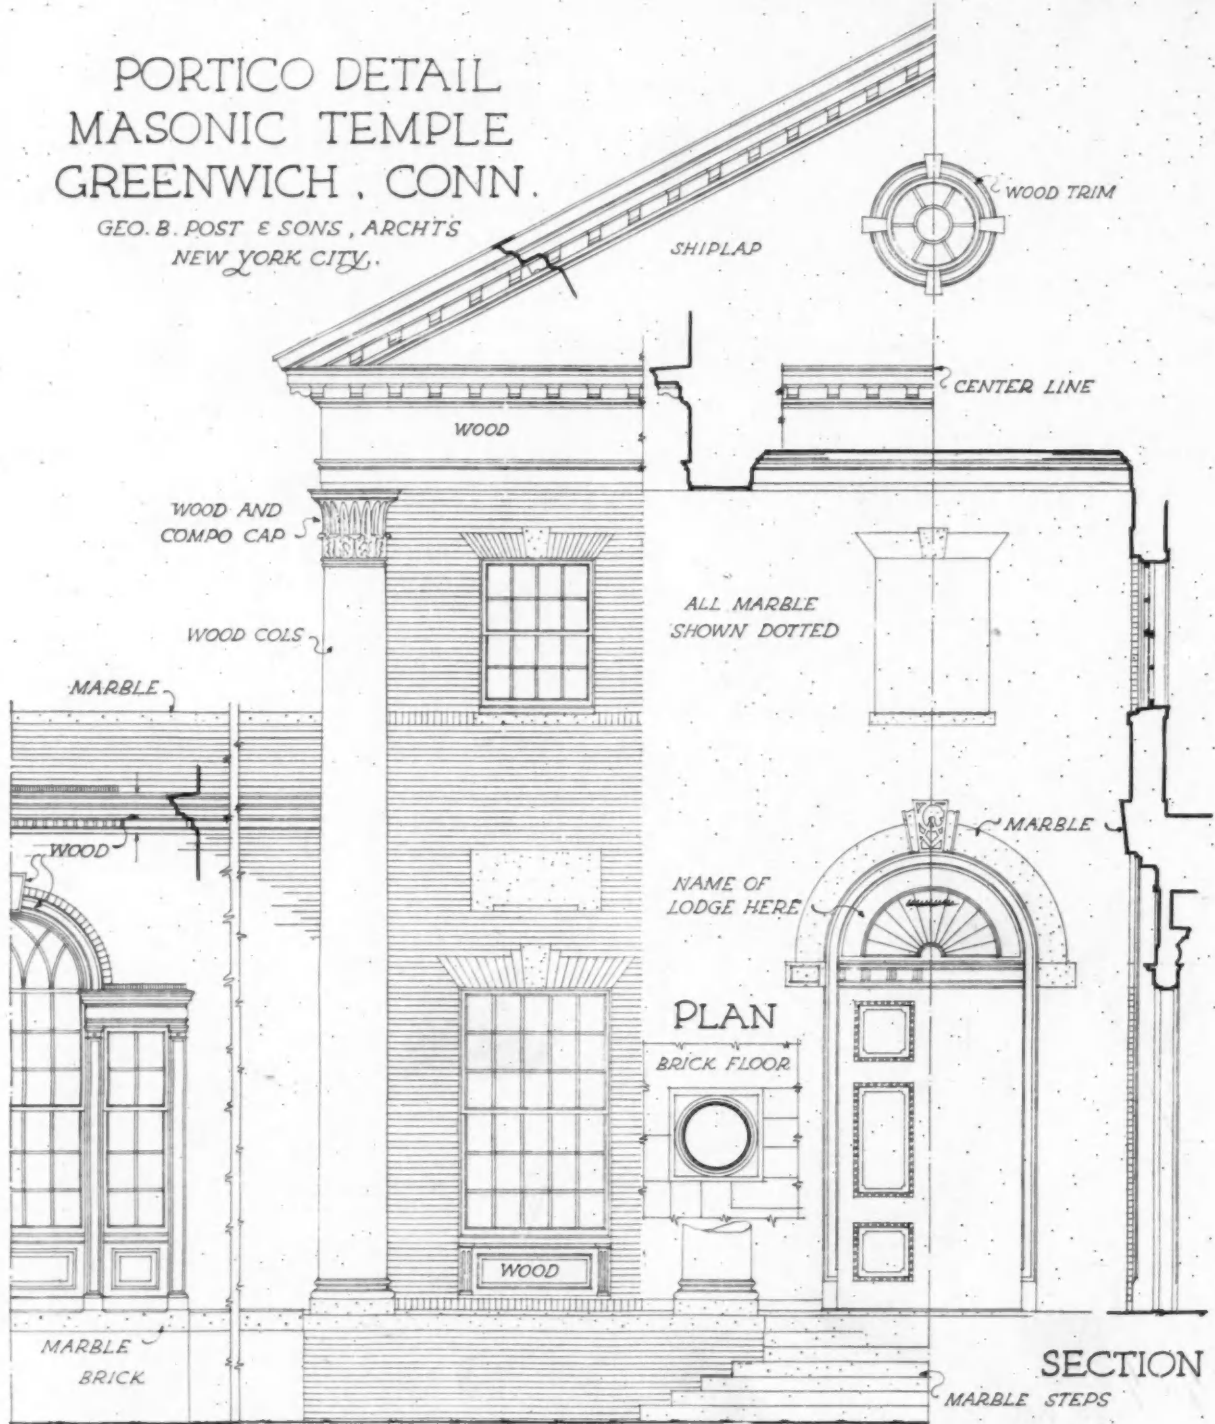 PORTICO DETAIL
MASONIC TEMPLE
GREENWICH, CONN.
GEO. B. POST & SONS, ARCHTS
NEW YORK CITY.
WOOD TRIM
SHIPLAP
CENTER LINE
WOOD
WOOD AND
COMPO CAP
ALL MARBLE
SHOWN DOTTED
WOOD COLS
MARBLE
MARBLE
WOOD
NAME OF
LODGE HERE
PLAN
BRICK FLOOR
WOOD
MARBLE
BRICK
SECTION
MARBLE STEPS